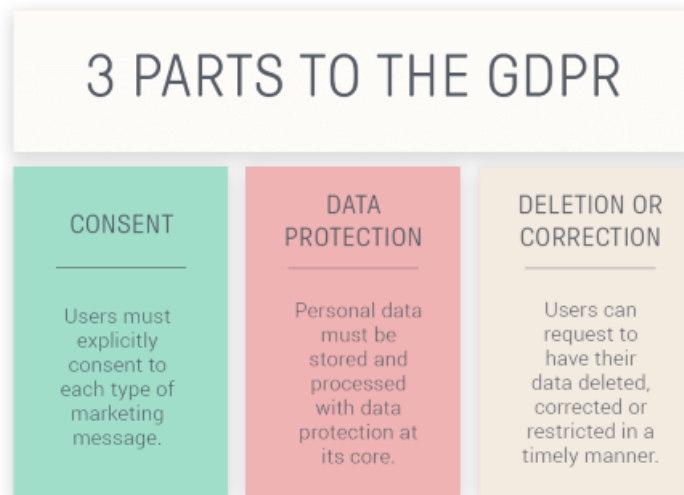 3 PARTS TO THE GDPR
CONSENT
Users must
explicitly
consent to
each type of
marketing
message.
DATA
PROTECTION
Personal data
must be
stored and
processed
with data
protection at
its core.
DELETION OR
CORRECTION
Users can
request to
have their
data deleted,
corrected or
restricted in a
timely manner.